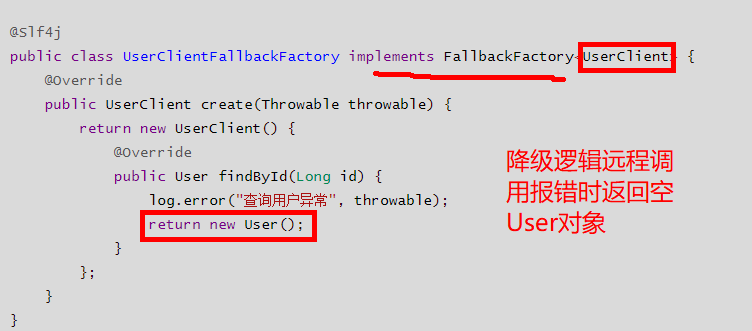 @Slf4j
public class UserClientFallbackFactory implements FallbackFactory<UserClient> {
@Override
public UserClient create(Throwable throwable) {
return new UserClient() {
@Override
public User findById(Long id) {
log.error("查询用户异常", throwable);
return new User();
}
};
}
}
降级逻辑远程调
用报错时返回空
User对象